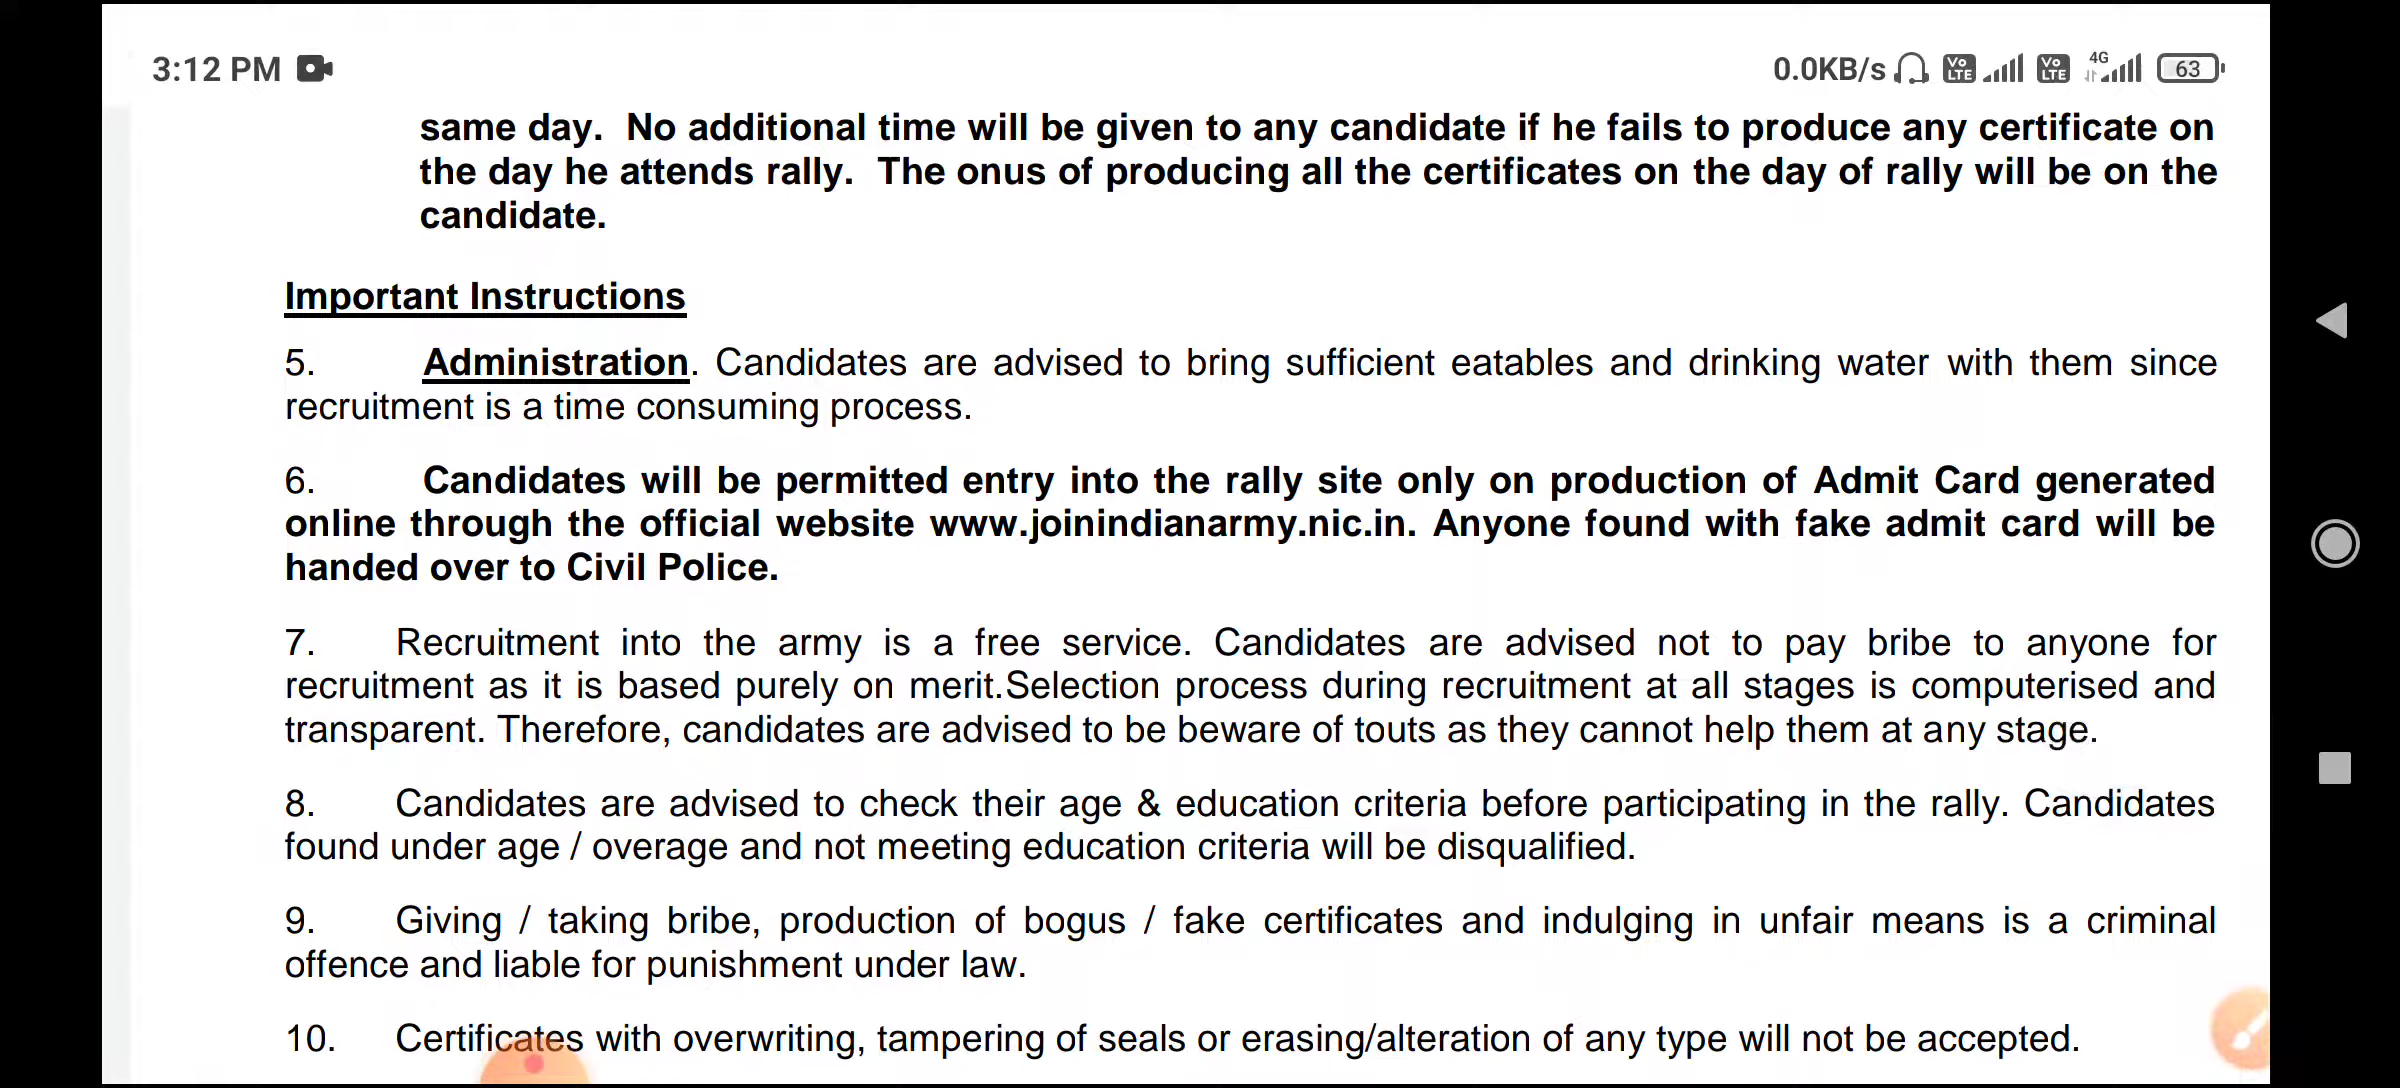 3:12 PM
0.0KB/s Vo LTE Vo LTE 4G 63
same day. No additional time will be given to any candidate if he fails to produce any certificate on
the day he attends rally. The onus of producing all the certificates on the day of rally will be on the
candidate.
Important Instructions
5. Administration. Candidates are advised to bring sufficient eatables and drinking water with them since
recruitment is a time consuming process.
6. Candidates will be permitted entry into the rally site only on production of Admit Card generated
online through the official website www.joinindianarmy.nic.in. Anyone found with fake admit card will be
handed over to Civil Police.
7. Recruitment into the army is a free service. Candidates are advised not to pay bribe to anyone for
recruitment as it is based purely on merit.Selection process during recruitment at all stages is computerised and
transparent. Therefore, candidates are advised to be beware of touts as they cannot help them at any stage.
8. Candidates are advised to check their age & education criteria before participating in the rally. Candidates
found under age / overage and not meeting education criteria will be disqualified.
9. Giving / taking bribe, production of bogus / fake certificates and indulging in unfair means is a criminal
offence and liable for punishment under law.
10. Certificates with overwriting, tampering of seals or erasing/alteration of any type will not be accepted.